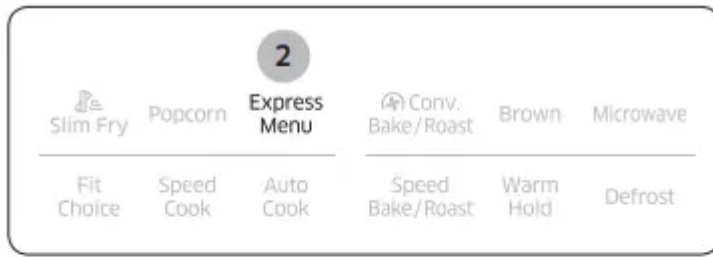 2
Slim Fry Popcorn Express Menu Conv. Bake/Roast Brown Microwave
Fit Choice Speed Cook Auto Cook Speed Bake/Roast Warm Hold Defrost